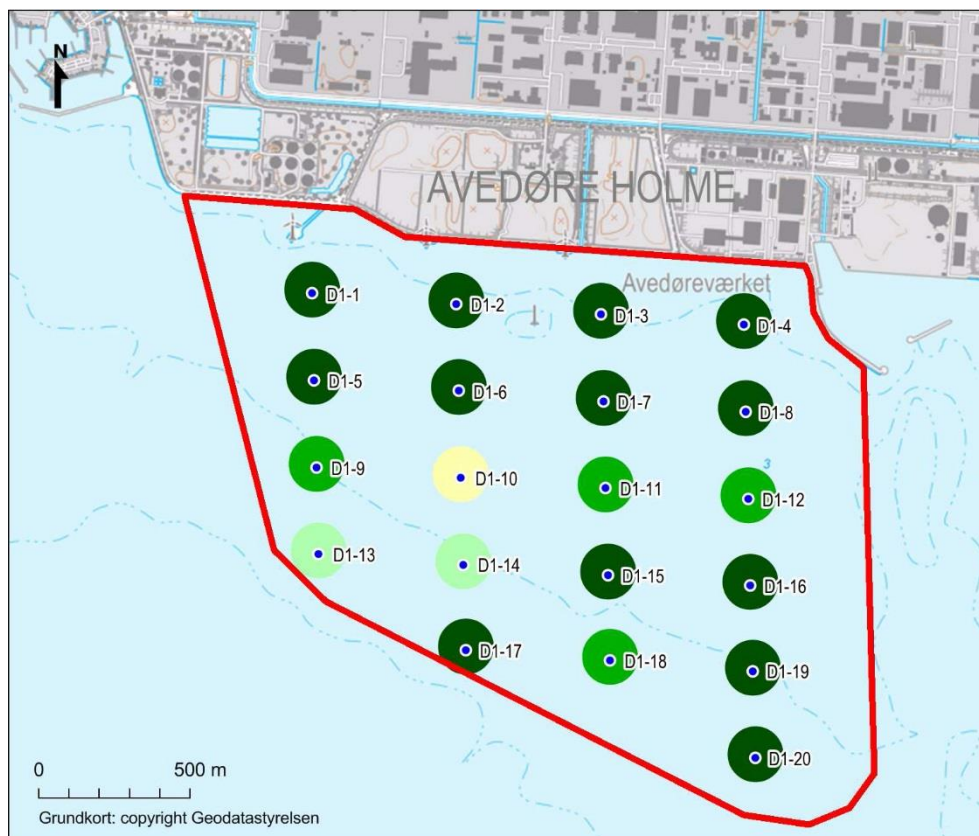 N
AVEDØRE HOLME
Avedøreværket
D1-1
D1-2
D1-3
D1-4
D1-5
D1-6
D1-7
D1-8
D1-9
D1-10
D1-11
3
D1-12
D1-13
D1-14
D1-15
D1-16
D1-17
D1-18
D1-19
D1-20
0 500 m
Grundkort: copyright Geodatastyrelsen